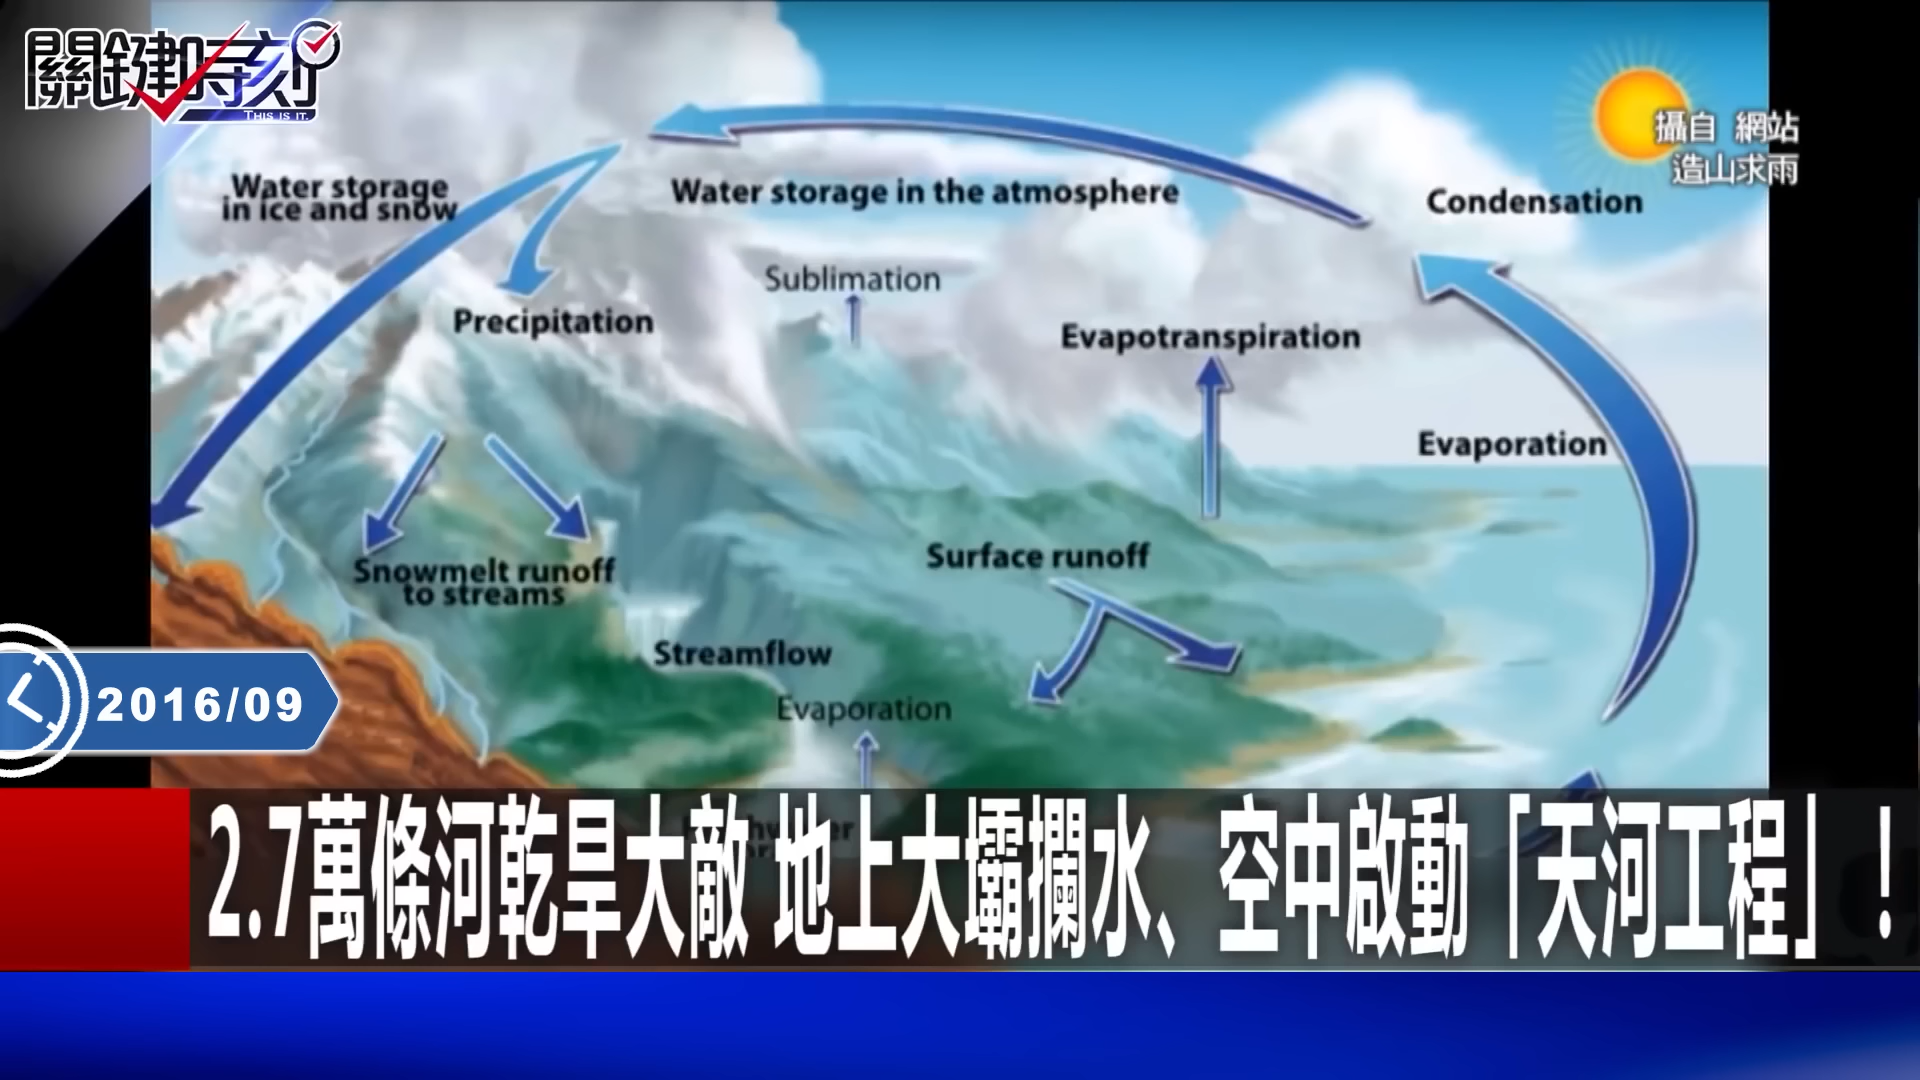 關鍵時刻
THIS IS IT.
攝自 網站
造山求雨
Water storage
in ice and snow
Water storage in the atmosphere
Condensation
Sublimation
Precipitation
Evapotranspiration
Evaporation
Surface runoff
Snowmelt runoff
to streams
Streamflow
Evaporation
2016/09
2.7萬條河乾旱大敵 地上大壩攔水、空中啟動「天河工程」！